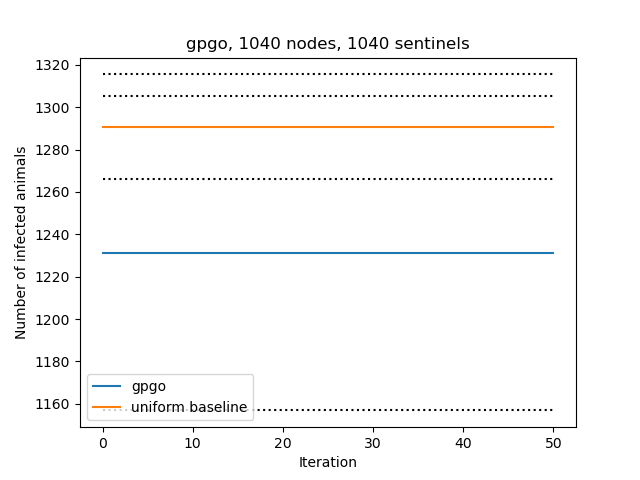 gpgo, 1040 nodes, 1040 sentinels
1320
1300
1280
1260
1240
1220
1200
1180
1160
Number of infected animals
gpgo
uniform baseline
0 10 20 30 40 50
Iteration